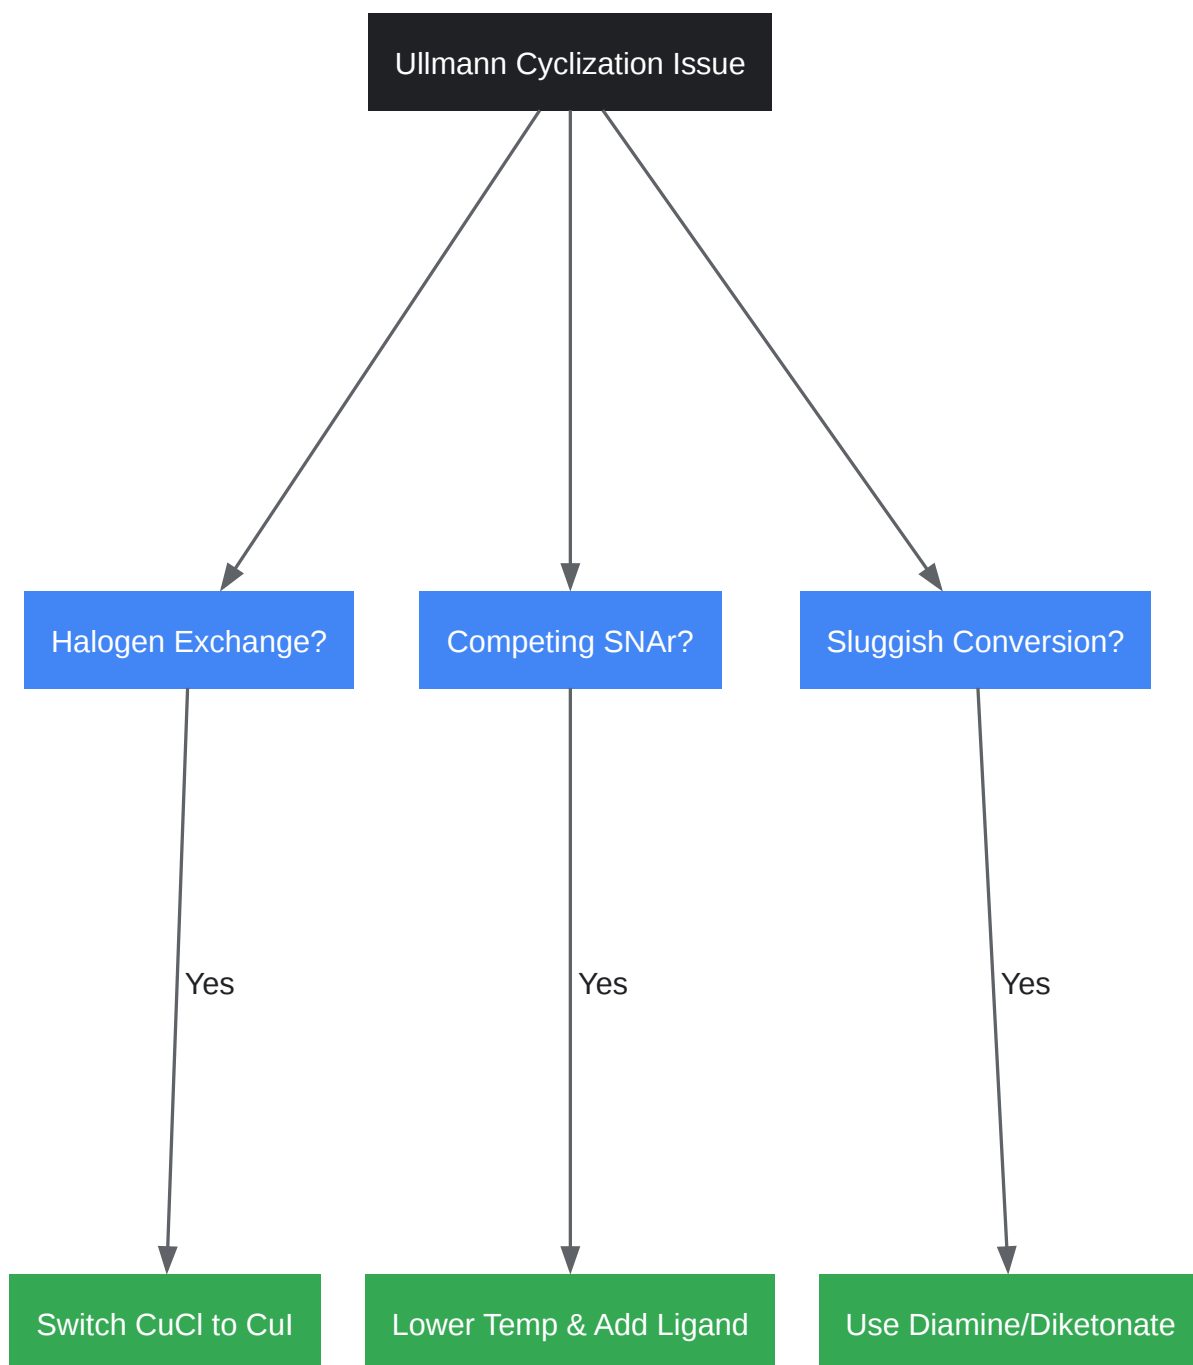 Ullmann Cyclization Issue
Halogen Exchange?
Competing SNAr?
Sluggish Conversion?
Yes
Yes
Yes
Switch CuCl to CuI
Lower Temp & Add Ligand
Use Diamine/Diketonate